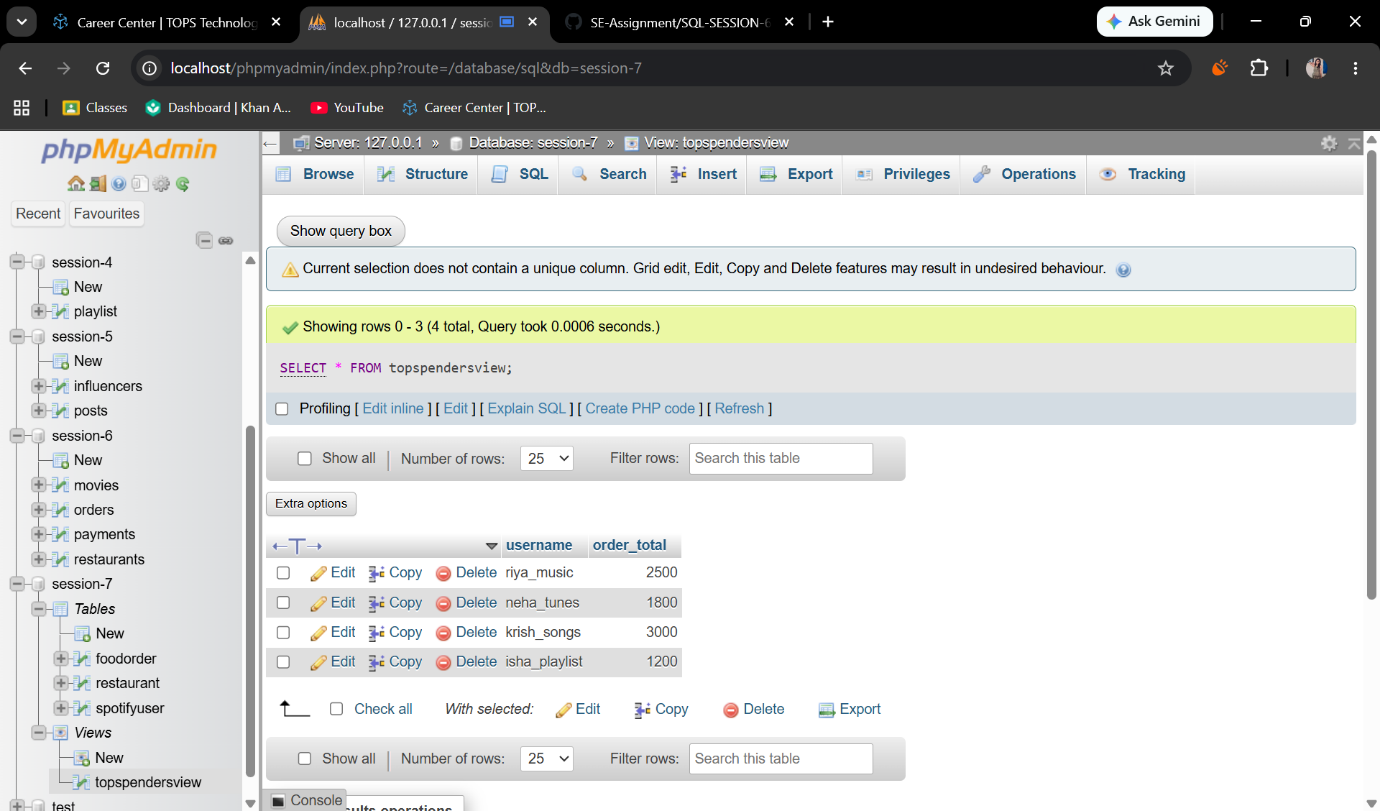 Career Center | TOPS Technolog
localhost / 127.0.0.1 / sessio
SE-Assignment/SQL-SESSION-6
Ask Gemini
localhost/phpmyadmin/index.php?route=/database/sql&db=session-7
Classes
Dashboard | Khan A...
YouTube
Career Center | TOP...
phpMyAdmin
Recent
Favourites
session-4
New
playlist
session-5
New
influencers
posts
session-6
New
movies
orders
payments
restaurants
session-7
Tables
New
foodorder
restaurant
spotifyuser
Views
New
topspendersview
test
Server: 127.0.0.1 » Database: session-7 » View: topspendersview
Browse Structure SQL Search Insert Export Privileges Operations Tracking
Show query box
Current selection does not contain a unique column. Grid edit, Edit, Copy and Delete features may result in undesired behaviour.
Showing rows 0 - 3 (4 total, Query took 0.0006 seconds.)
SELECT * FROM topspendersview;
Profiling [ Edit inline ] [ Edit ] [ Explain SQL ] [ Create PHP code ] [ Refresh ]
Show all | Number of rows: 25 Filter rows: Search this table
Extra options
username order_total
Edit Copy Delete riya_music 2500
Edit Copy Delete neha_tunes 1800
Edit Copy Delete krish_songs 3000
Edit Copy Delete isha_playlist 1200
Check all With selected: Edit Copy Delete Export
Show all | Number of rows: 25 Filter rows: Search this table
Console
operations